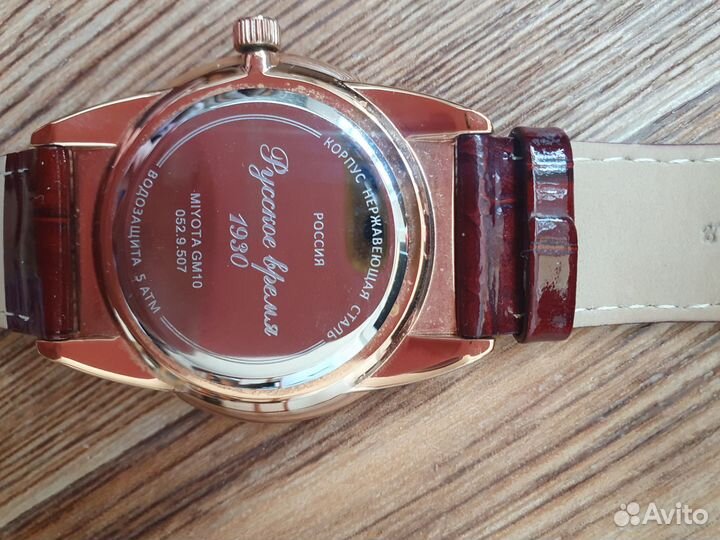 КОРПУС НЕРЖАВЕЮЩАЯ СТАЛЬ
РОССИЯ
Русское время
1930
MIYOTA GM10
052.9.507
ВОДОЗАЩИТА 5 ATM
Avito